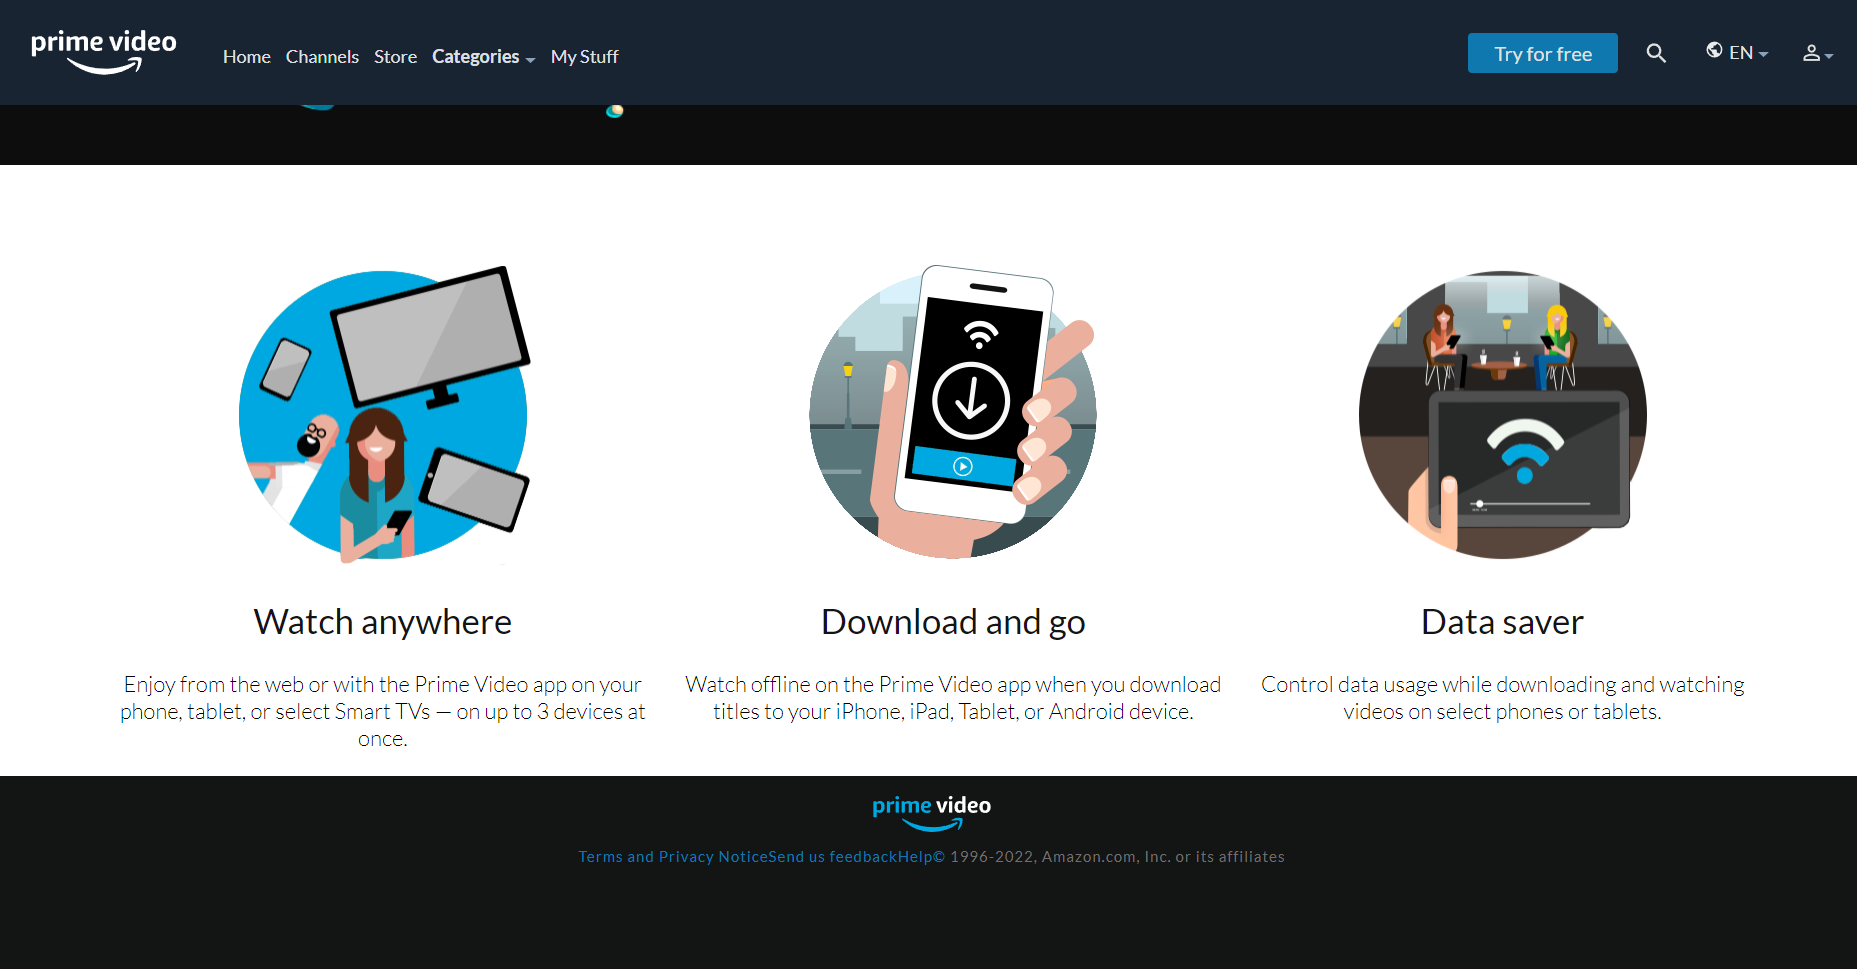 prime video
Home Channels Store Categories My Stuff
Try for free
EN
Watch anywhere
Enjoy from the web or with the Prime Video app on your
phone, tablet, or select Smart TVs — on up to 3 devices at
once.
Download and go
Watch offline on the Prime Video app when you download
titles to your iPhone, iPad, Tablet, or Android device.
Data saver
Control data usage while downloading and watching
videos on select phones or tablets.
prime video
Terms and Privacy NoticeSend us feedbackHelp© 1996-2022, Amazon.com, Inc. or its affiliates